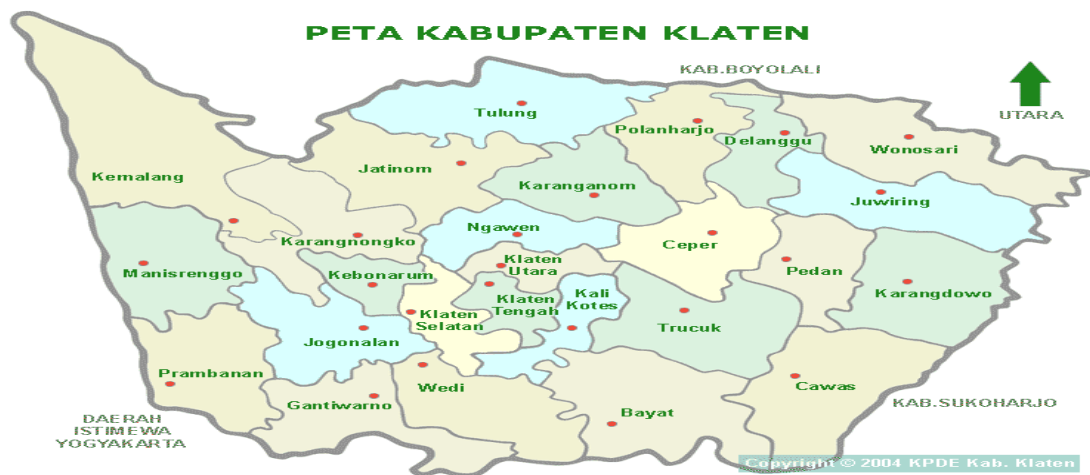 PETA KABUPATEN KLATEN
KAB.BOYOLALI
UTARA
Tulung
Polanharjo
Delanggu
Wonosari
Jatinom
Kemalang
Karanganom
Juwiring
Ngawen
Karangnongko
Ceper
Klaten
Utara
Manisrenggo
Kebonarum
Pedan
Kali
Kotes
Karangdowo
Klaten
Tengah
Klaten
Selatan
Trucuk
Jogonalan
Prambanan
Wedi
Cawas
Gantiwarno
Bayat
KAB.SUKOHARJO
DAERAH
ISTIMEWA
YOGYAKARTA
Copyright © 2004 KPDE Kab. Klaten